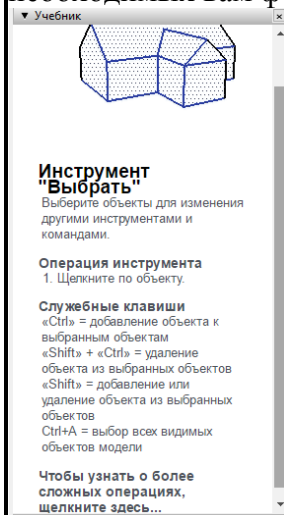 необходимый вам ф
▼ Учебник
Инструмент
"Выбрать"
Выберите объекты для изменения
другими инструментами и
командами.
Операция инструмента
1. Щелкните по объекту.
Служебные клавиши
«Ctrl» = добавление объекта к
выбранным объектам
«Shift» + «Ctrl» = удаление
объекта из выбранных объектов
«Shift» = добавление или
удаление объекта из выбранных
объектов
Ctrl+A = выбор всех видимых
объектов модели
Чтобы узнать о более
сложных операциях,
щелкните здесь...